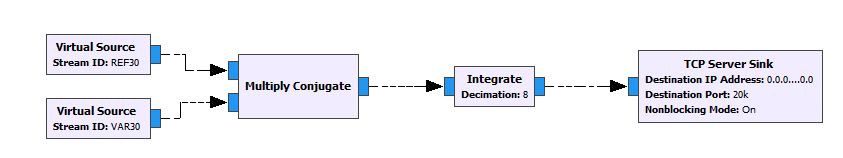 Virtual Source
Stream ID: REF30
Virtual Source
Stream ID: VAR30
Multiply Conjugate
Integrate
Decimation: 8
TCP Server Sink
Destination IP Address: 0.0.0....0.0
Destination Port: 20k
Nonblocking Mode: On